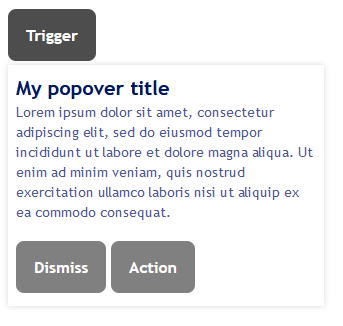 Trigger
My popover title
Lorem ipsum dolor sit amet, consectetur
adipiscing elit, sed do eiusmod tempor
incididunt ut labore et dolore magna aliqua. Ut
enim ad minim veniam, quis nostrud
exercitation ullamco laboris nisi ut aliquip ex
ea commodo consequat.
Dismiss Action